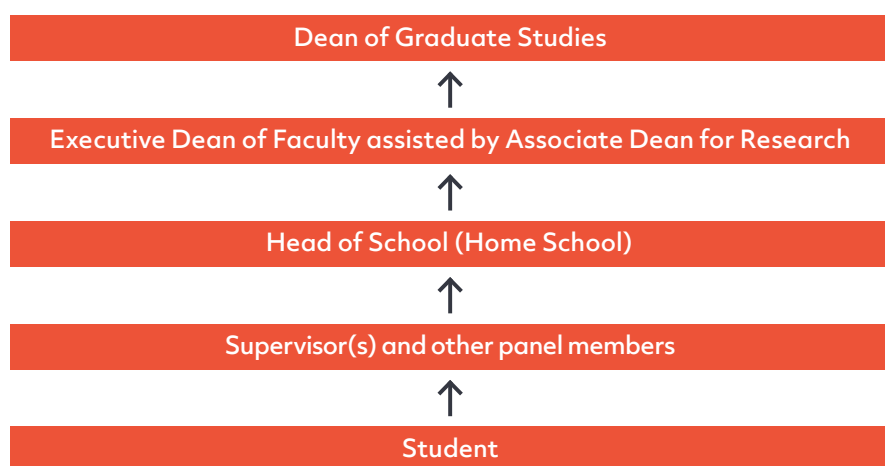 Dean of Graduate Studies
Executive Dean of Faculty assisted by Associate Dean for Research
Head of School (Home School)
Supervisor(s) and other panel members
Student